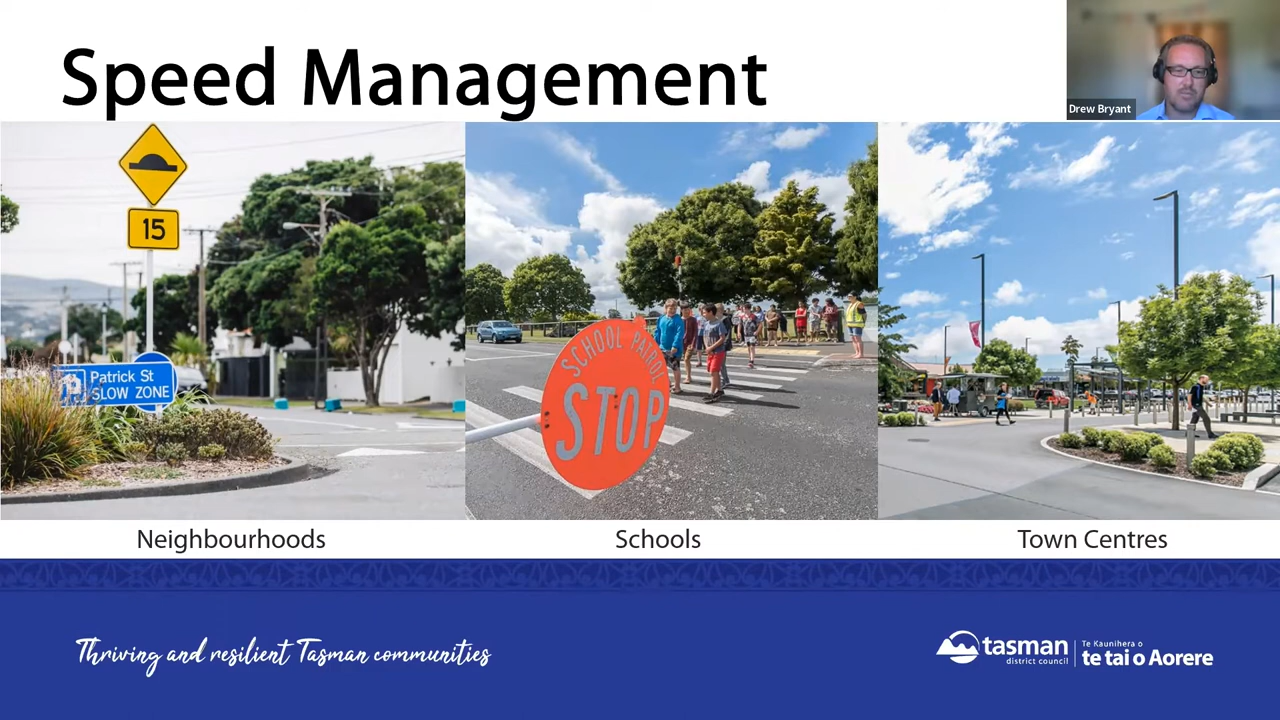 Speed Management
Drew Bryant
15
Patrick St
SLOW ZONE
SCHOOL PATROL
STOP
Neighbourhoods
Schools
Town Centres
Thriving and resilient Tasman communities
tasman
district council
Te Kaunihera o
te tai o Aorere